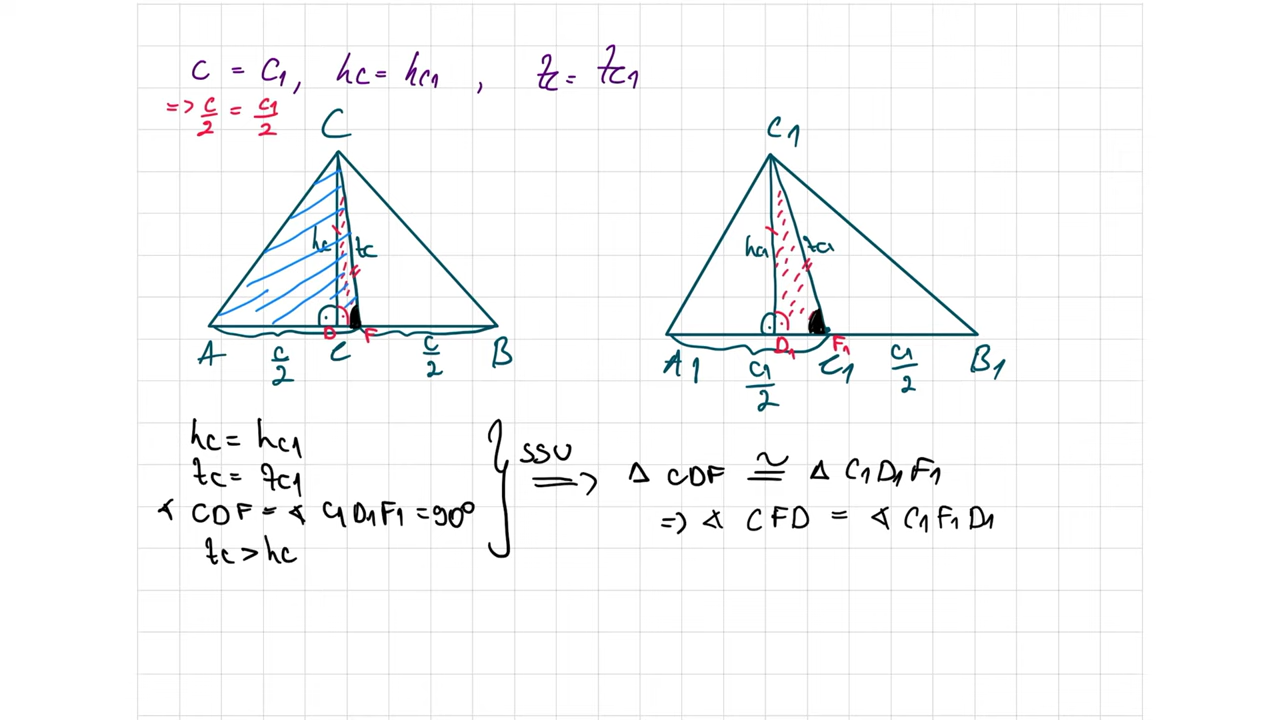 c = c₁, hc = hc₁, tc = tc₁
=> c/2 = c₁/2
C
C₁
hc tc
hc₁ tc₁
D F
D₁ F₁
A c/2 C c/2 B
A₁ c₁/2 C₁ c₁/2 B₁
hc = hc₁
tc = tc₁
∢ CDF = ∢ C₁D₁F₁ = 90°
tc > hc
SSU
=> △ CDF ≅ △ C₁D₁F₁
=> ∢ CFD = ∢ C₁F₁D₁